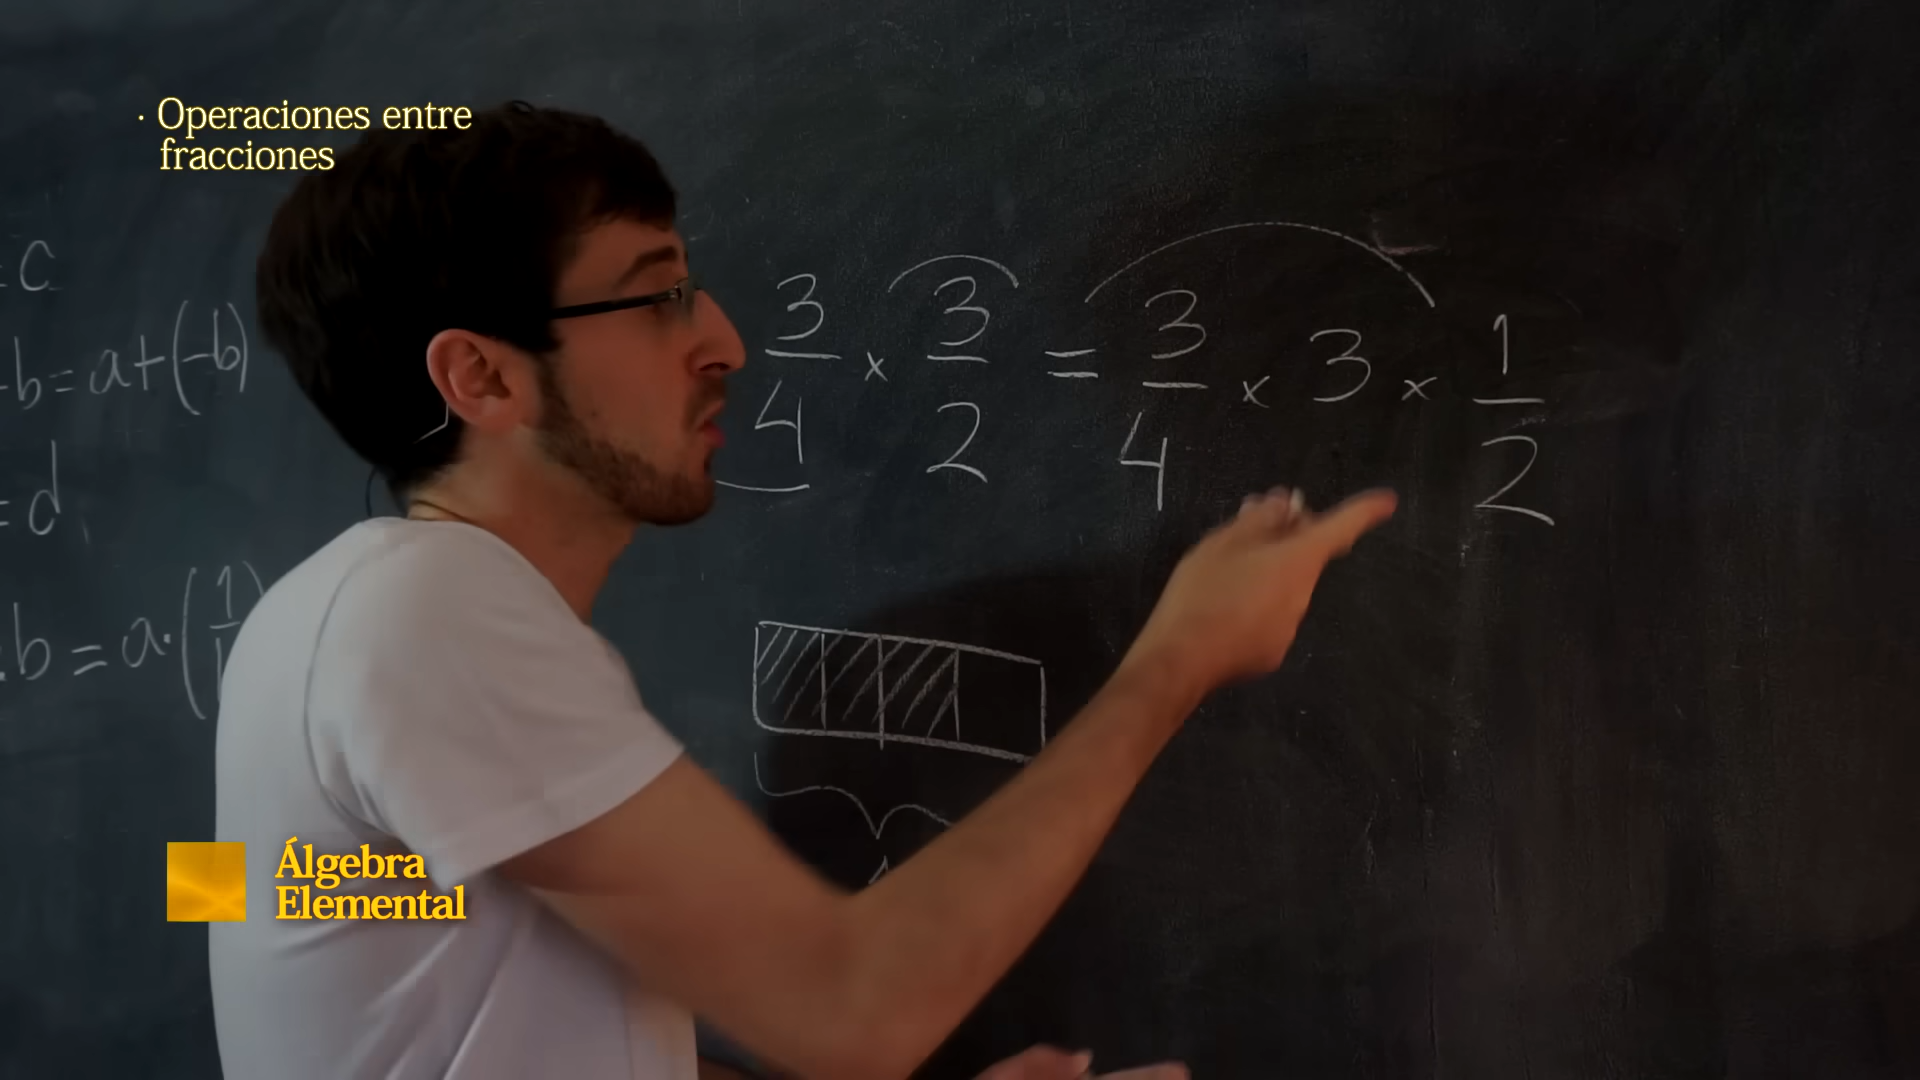 · Operaciones entre
fracciones
= c
-b = a + (-b)
= d
b = a · (1
3/4 × 3/2 = 3/4 × 3 × 1/2
Álgebra
Elemental